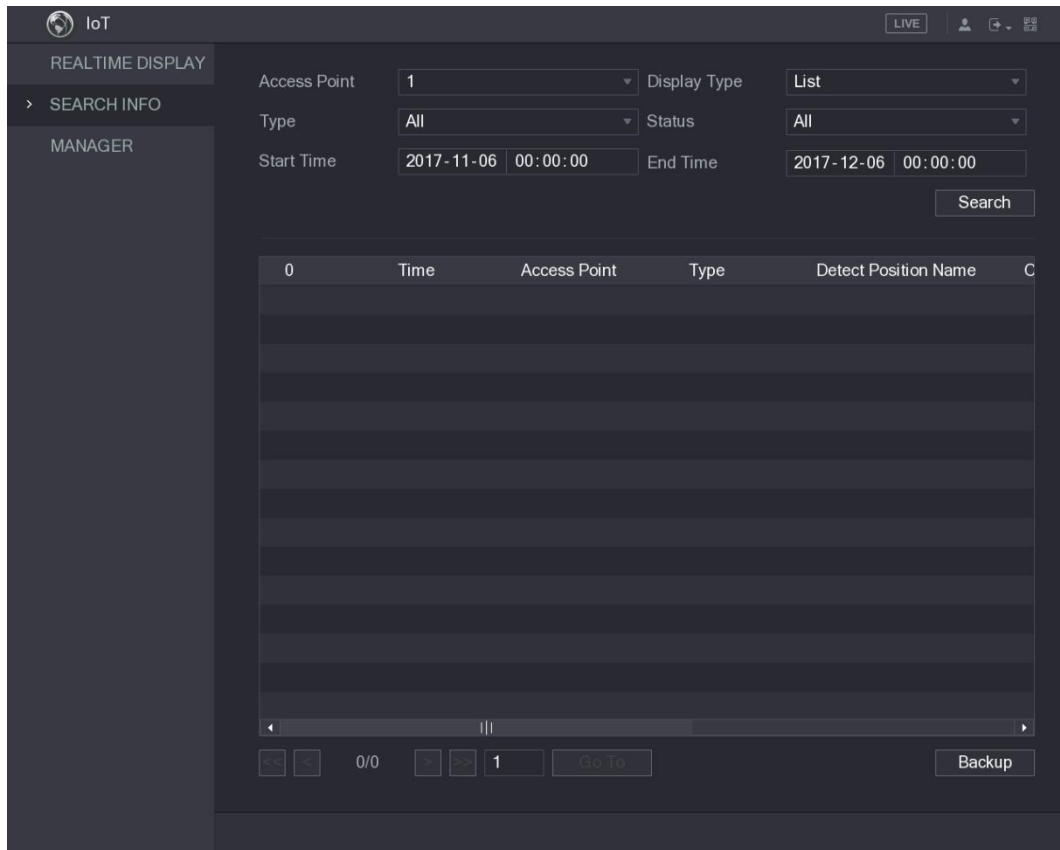 IoT LIVE
REALTIME DISPLAY
SEARCH INFO
MANAGER
Access Point 1 Display Type List
Type All Status All
Start Time 2017-11-06 00:00:00 End Time 2017-12-06 00:00:00
Search
0 Time Access Point Type Detect Position Name
<< < 0/0 > >> 1 Go To Backup